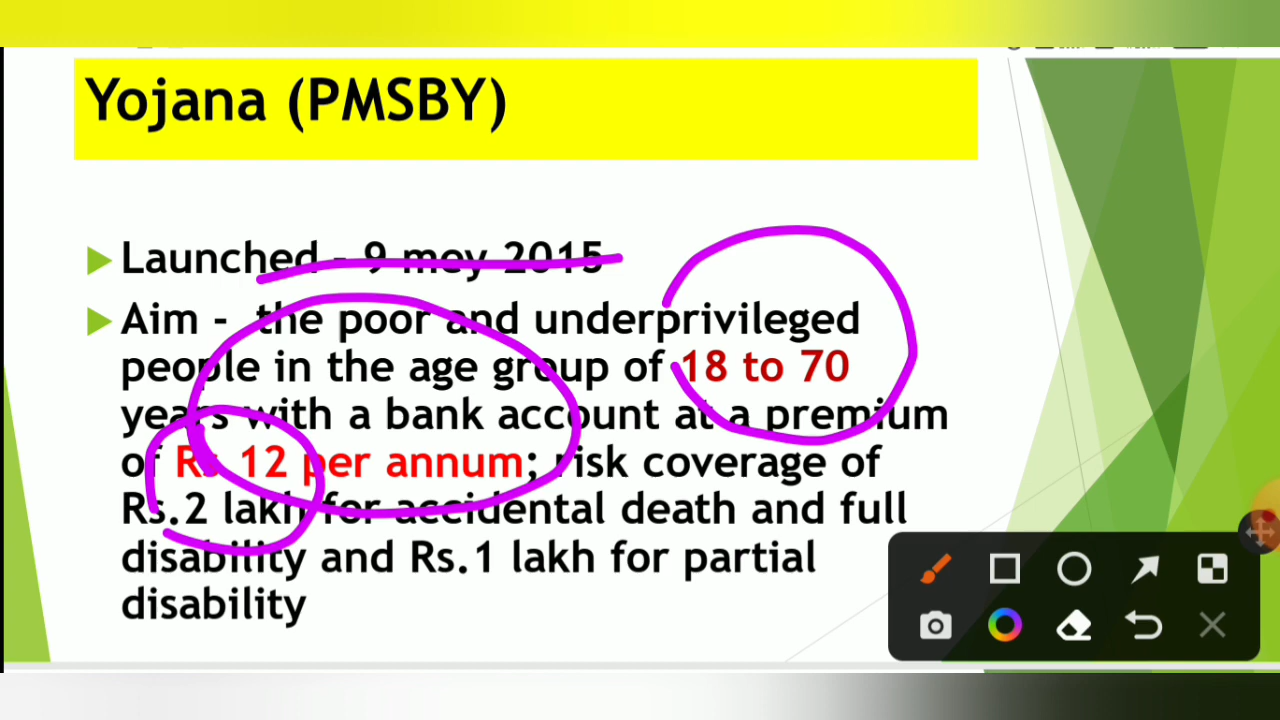 Yojana (PMSBY)
Launched - 9 mey 2015
Aim - the poor and underprivileged
people in the age group of 18 to 70
years with a bank account at a premium
of Rs. 12 per annum; risk coverage of
Rs.2 lakh for accidental death and full
disability and Rs.1 lakh for partial
disability